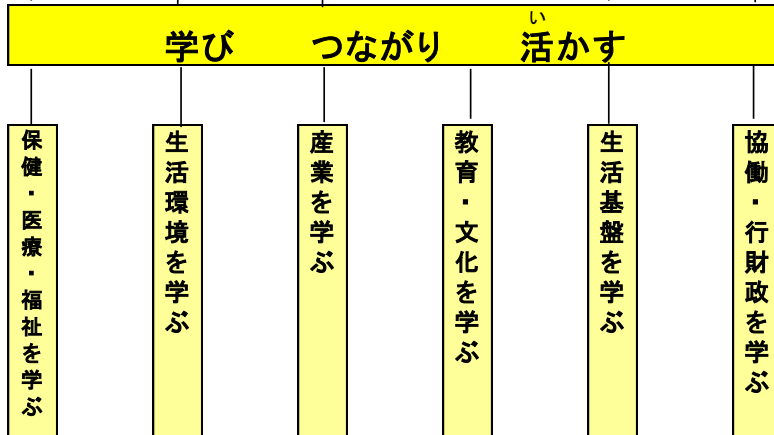 い
学び つながり 活かす
保健・医療・福祉を学ぶ
生活環境を学ぶ
産業を学ぶ
教育・文化を学ぶ
生活基盤を学ぶ
協働・行財政を学ぶ